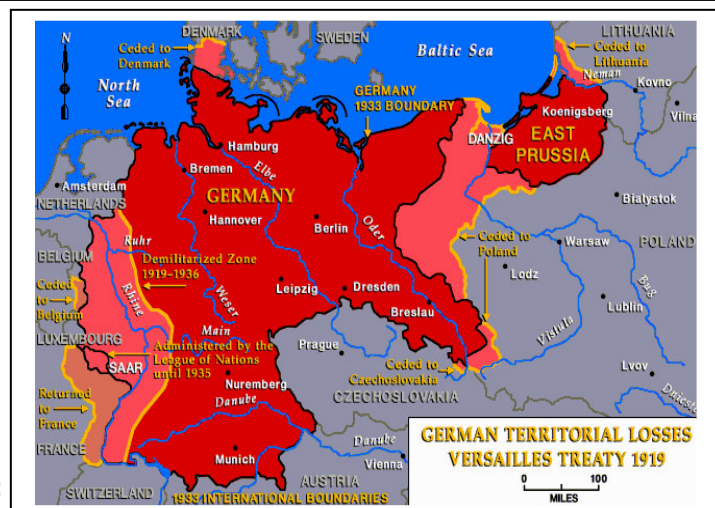 DENMARK
SWEDEN
LITHUANIA
Ceded to
Denmark
Baltic Sea
Ceded to
Lithuania
N
North
Sea
Neman
Kovno
GERMANY
1933 BOUNDARY
Koenigsberg
Vilna
DANZIG
EAST
PRUSSIA
Hamburg
Elbe
Bremen
Amsterdam
NETHERLANDS
GERMANY
Hannover
Berlin
Oder
Bialystok
Ruhr
Ceded to
Poland
Warsaw
POLAND
BELGIUM
Demilitarized Zone
1919-1936
Lodz
Bug
Ceded
to
Belgium
Rhine
Weser
Leipzig
Dresden
Breslau
Lublin
Vistula
LUXEMBOURG
Main
Administered by the
League of Nations
until 1935
SAAR
Prague
Ceded to
Czechoslovakia
Lvov
Nuremberg
CZECHOSLOVAKIA
Dniester
Returned
to
France
Danube
FRANCE
Danube
Munich
Vienna
GERMAN TERRITORIAL LOSSES
VERSAILLES TREATY 1919
SWITZERLAND
AUSTRIA
1933 INTERNATIONAL BOUNDARIES
0 100
MILES